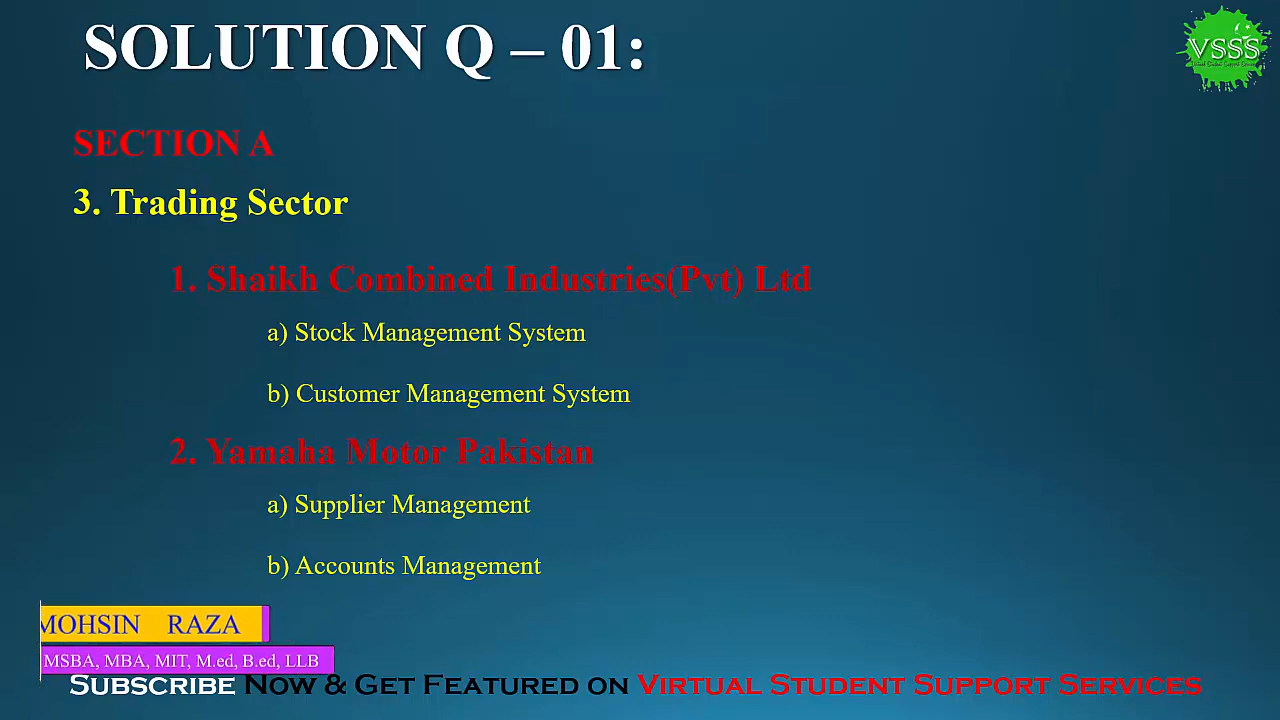 SOLUTION Q – 01:
VSSS
SECTION A
3. Trading Sector
1. Shaikh Combined Industries(Pvt) Ltd
a) Stock Management System
b) Customer Management System
2. Yamaha Motor Pakistan
a) Supplier Management
b) Accounts Management
MOHSIN RAZA
MSBA, MBA, MIT, M.ed, B.ed, LLB
SUBSCRIBE NOW & GET FEATURED ON VIRTUAL STUDENT SUPPORT SERVICES